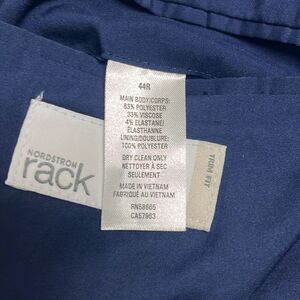 44R
MAIN BODY/CORPS:
63% POLYESTER
33% VISCOSE
4% ELASTANE/
ÉLASTHANNE
LINING/DOUBLURE:
100% POLYESTER
DRY CLEAN ONLY
NETTOYER À SEC
SEULEMENT
MADE IN VIETNAM
FABRIQUÉ AU VIETNAM
RN58665
CA57963
NORDSTROM
rack
TRIM FIT